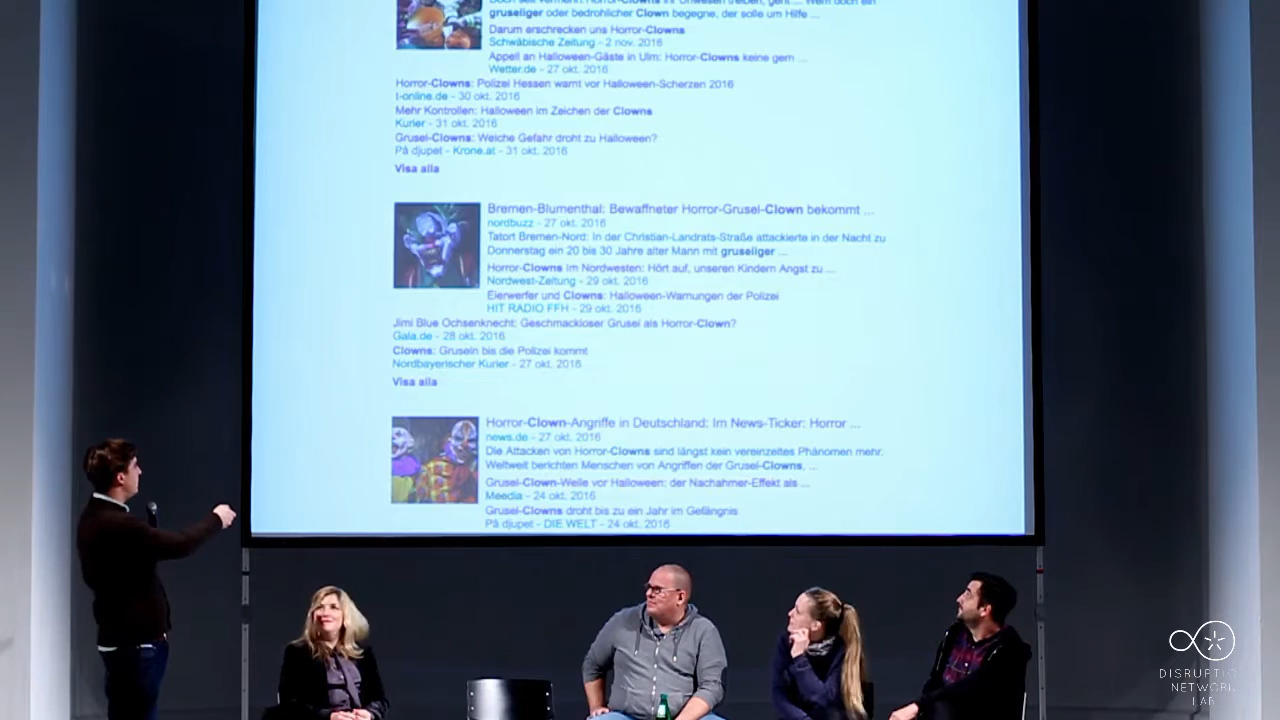 gruseliger oder bedrohlicher Clown begegne, der solle um Hilfe ...
Darum erschrecken uns Horror-Clowns
Schwäbische Zeitung - 2 nov. 2016
Appell an Halloween-Gäste in Ulm: Horror-Clowns keine gern ...
Wetter.de - 27 okt. 2016
Horror-Clowns: Polizei Hessen warnt vor Halloween-Scherzen 2016
t-online.de - 30 okt. 2016
Mehr Kontrollen: Halloween im Zeichen der Clowns
Kurier - 31 okt. 2016
Grusel-Clowns: Welche Gefahr droht zu Halloween?
På djupet - Krone.at - 31 okt. 2016
Visa alla
Bremen-Blumenthal: Bewaffneter Horror-Grusel-Clown bekommt ...
nordbuzz - 27 okt. 2016
Tatort Bremen-Nord: In der Christian-Landrats-Straße attackierte in der Nacht zu
Donnerstag ein 20 bis 30 Jahre alter Mann mit gruseliger ...
Horror-Clowns im Nordwesten: Hört auf, unseren Kindern Angst zu ...
Nordwest-Zeitung - 29 okt. 2016
Eierwerfer und Clowns: Halloween-Warnungen der Polizei
HIT RADIO FFH - 29 okt. 2016
Jimi Blue Ochsenknecht: Geschmackloser Grusel als Horror-Clown?
Gala.de - 28 okt. 2016
Clowns: Gruseln bis die Polizei kommt
Nordbayerischer Kurier - 27 okt. 2016
Visa alla
Horror-Clown-Angriffe in Deutschland: Im News-Ticker: Horror ...
news.de - 27 okt. 2016
Die Attacken von Horror-Clowns sind längst kein vereinzeltes Phänomen mehr.
Weltweit berichten Menschen von Angriffen der Grusel-Clowns, ...
Grusel-Clown-Welle vor Halloween: der Nachahmer-Effekt als ...
Meedia - 24 okt. 2016
Grusel-Clowns droht bis zu ein Jahr im Gefängnis
På djupet - DIE WELT - 24 okt. 2016
DISRUPTION
NETWORK
LAB